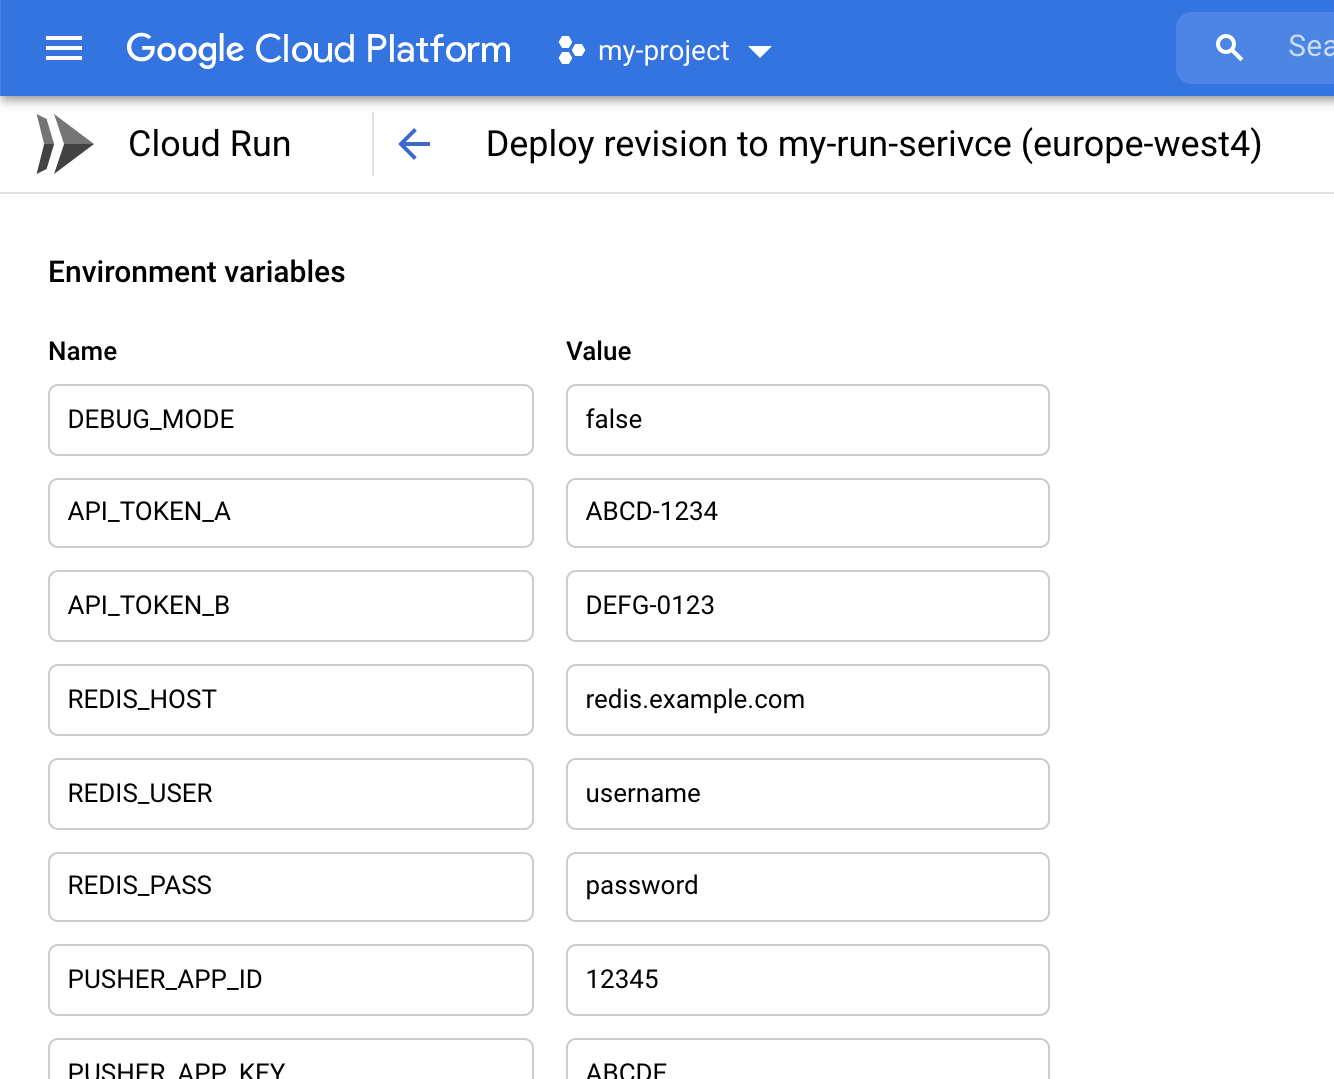 Google Cloud Platform my-project
Cloud Run Deploy revision to my-run-serivce (europe-west4)
Environment variables
Name Value
DEBUG_MODE false
API_TOKEN_A ABCD-1234
API_TOKEN_B DEFG-0123
REDIS_HOST redis.example.com
REDIS_USER username
REDIS_PASS password
PUSHER_APP_ID 12345
PUSHER_APP_KEY ABCDE